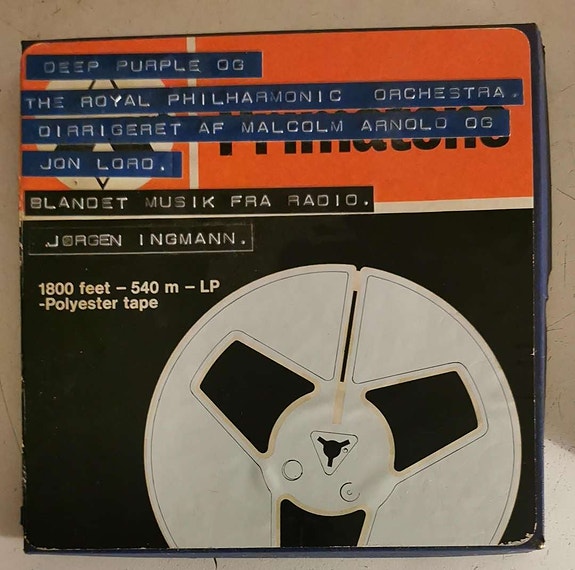 DEEP PURPLE OG
THE ROYAL PHILHARMONIC ORCHESTRA.
DIRRIGERET AF MALCOLM ARNOLD OG
JON LORD.
BLANDET MUSIK FRA RADIO.
JØRGEN INGMANN.
1800 feet – 540 m – LP
-Polyester tape